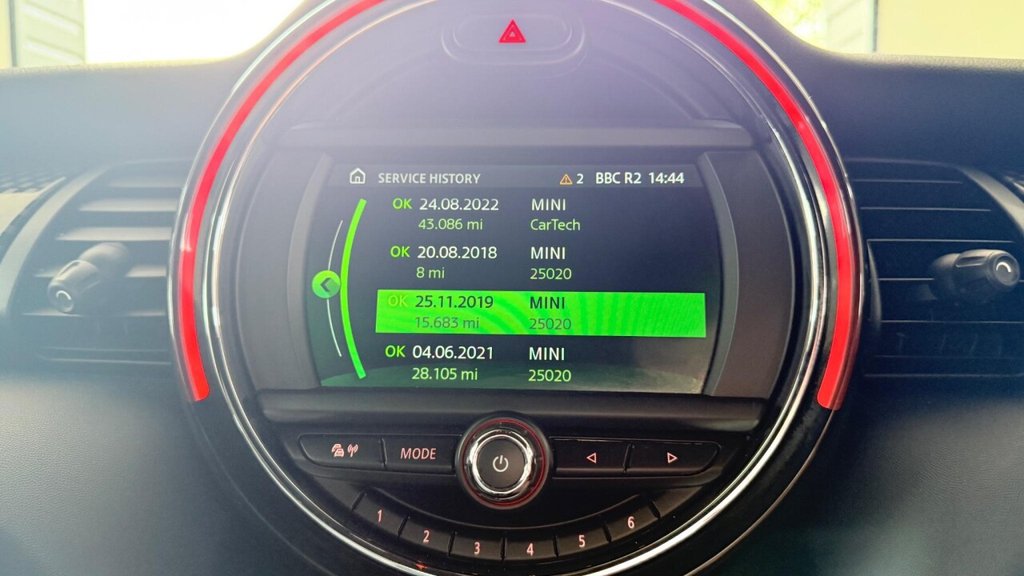 SERVICE HISTORY 2 BBC R2 14:44
OK 24.08.2022 MINI
43.086 mi CarTech
OK 20.08.2018 MINI
8 mi 25020
OK 25.11.2019 MINI
15.683 mi 25020
OK 04.06.2021 MINI
28.105 mi 25020
MODE
1 2 3 4 5 6